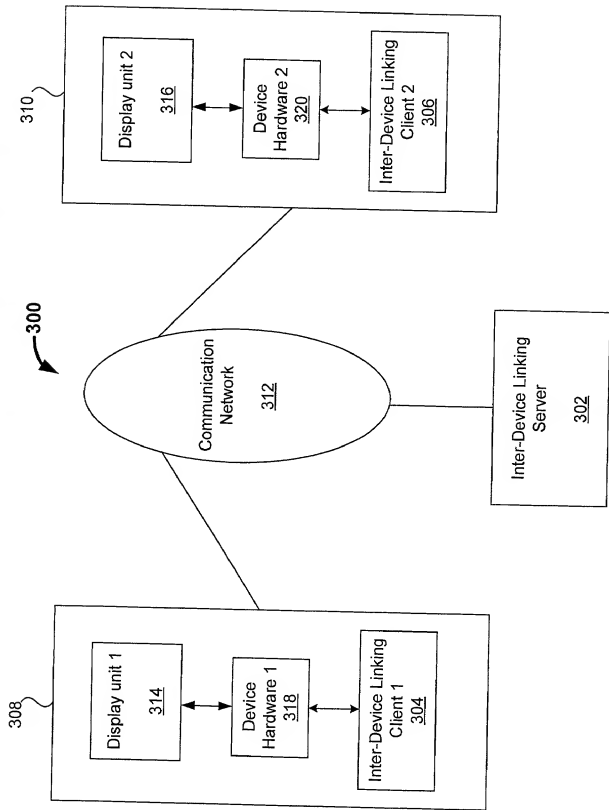 300
308
Display unit 1
314
Device
Hardware 1
318
Inter-Device Linking
Client 1
304
Communication
Network
312
Inter-Device Linking
Server
302
310
Display unit 2
316
Device
Hardware 2
320
Inter-Device Linking
Client 2
306